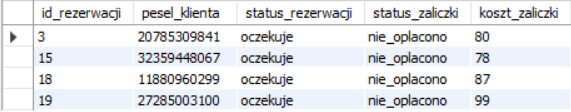 id_rezerwacji pesel_klienta status_rezerwacji status_zaliczki koszt_zaliczki
3 20785309841 oczekuje nie_oplacono 80
15 32359448067 oczekuje nie_oplacono 78
18 11880960299 oczekuje nie_oplacono 87
19 27285003100 oczekuje nie_oplacono 99